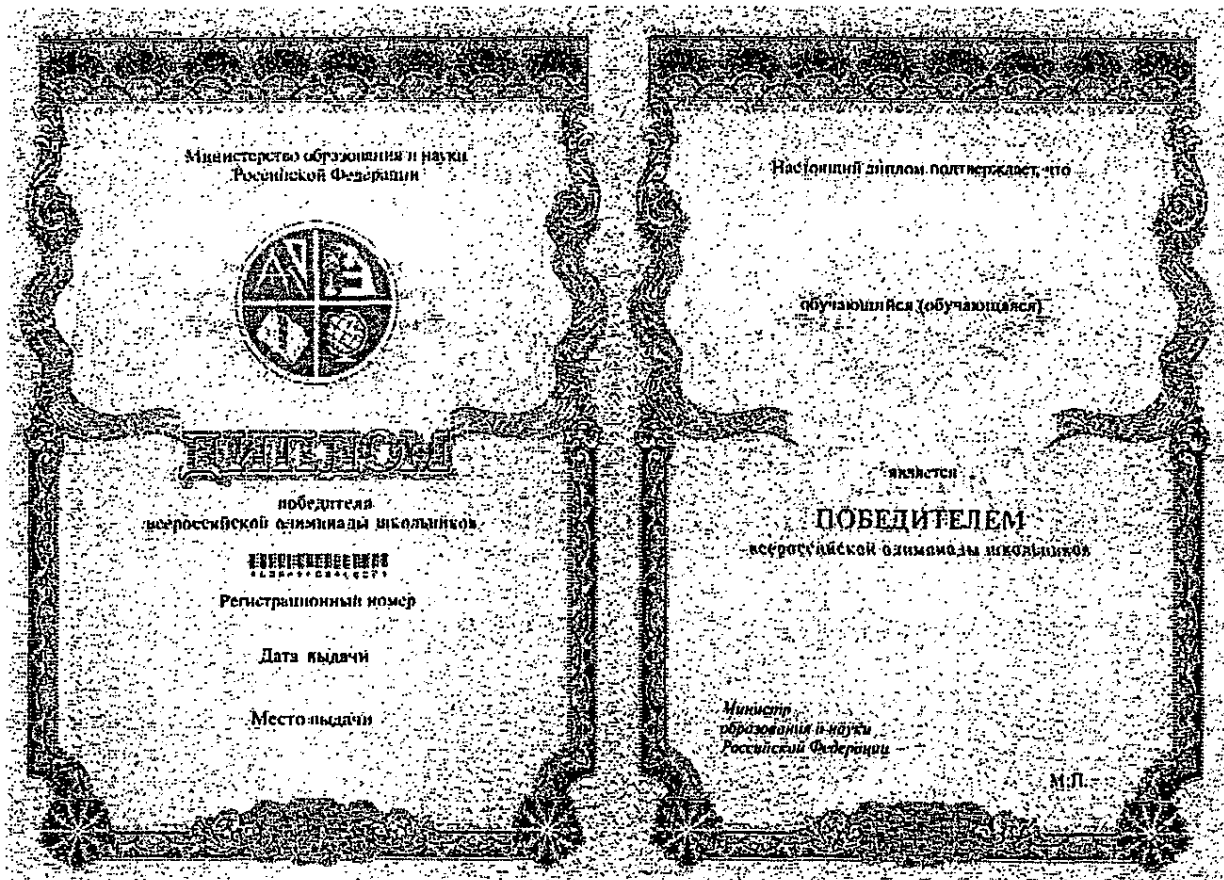 Министерство образования и науки
Российской Федерации
ДИПЛОМ
победителя
всероссийской олимпиады школьников
Регистрационный номер
Дата выдачи
Место выдачи
Настоящий диплом подтверждает, что
обучающийся (обучающаяся)
является
ПОБЕДИТЕЛЕМ
всероссийской олимпиады школьников
Министр
образования и науки
Российской Федерации
М.П.